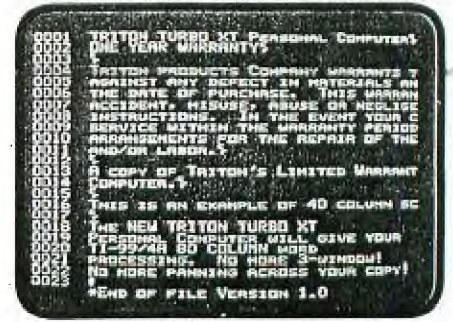 0001 TRITON TURBO XT PERSONAL COMPUTER
0002 ONE YEAR WARRANTY
0003
0004 TRITON PRODUCTS COMPANY WARRANTS T
0005 AGAINST ANY DEFECT IN MATERIALS AN
0006 THE DATE OF PURCHASE. THIS WARRAN
0007 ACCIDENT, MISUSE, ABUSE OR NEGLIGE
0008 INSTRUCTIONS. IN THE EVENT YOUR C
0009 SERVICE WITHIN THE WARRANTY PERIOD
0010 ARRANGEMENTS FOR THE REPAIR OF THE
0011 AND/OR LABOR.
0012
0013 A COPY OF TRITON'S LIMITED WARRANT
0014 COMPUTER.
0015
0016 THIS IS AN EXAMPLE OF 40 COLUMN SC
0017
0018 THE NEW TRITON TURBO XT
0019 PERSONAL COMPUTER WILL GIVE YOUR
0020 TI-99/4A 80 COLUMN WORD
0021 PROCESSING. NO MORE 3-WINDOW!
0022 NO MORE PANNING ACROSS YOUR COPY!
0023
*END OF FILE VERSION 1.0